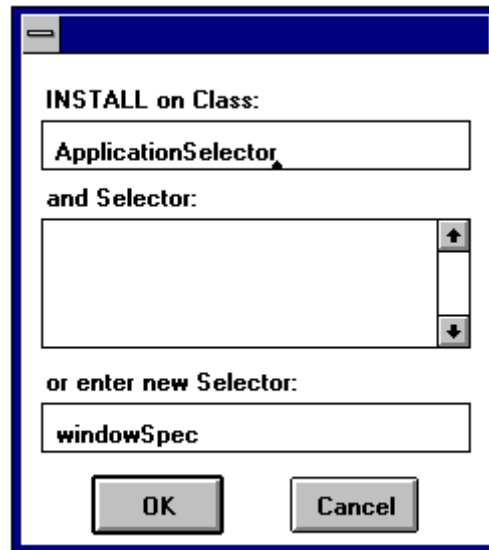 INSTALL on Class:
ApplicationSelector
and Selector:
or enter new Selector:
windowSpec
OK
Cancel